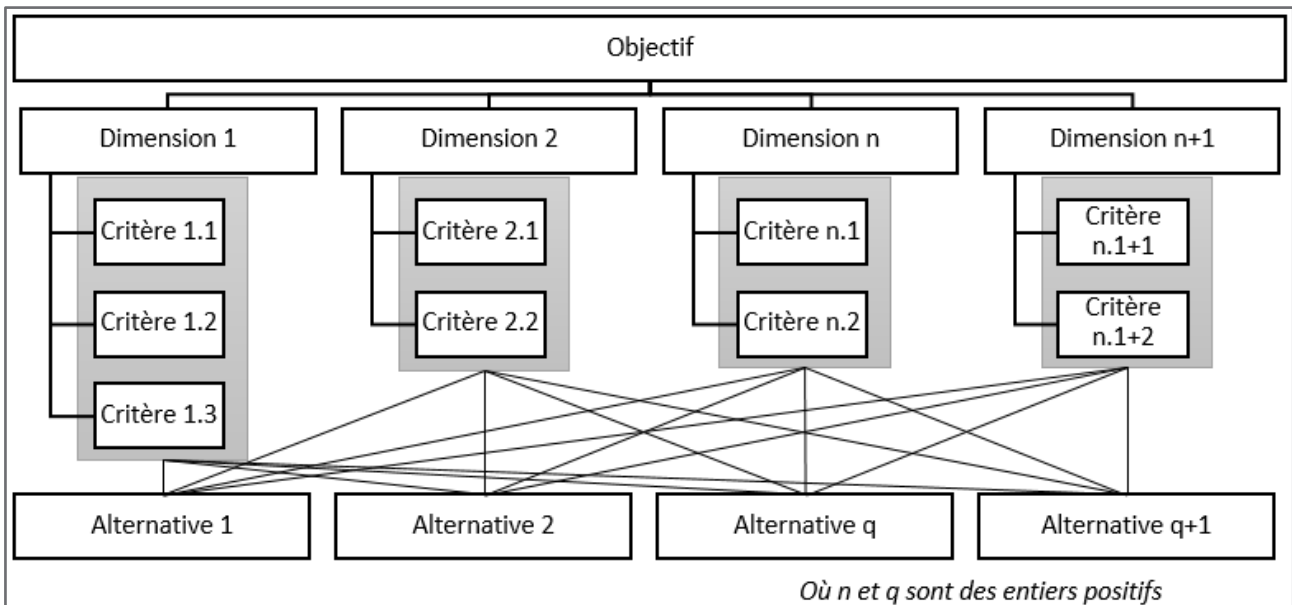 Objectif
Dimension 1
Dimension 2
Dimension n
Dimension n+1
Critère 1.1
Critère 2.1
Critère n.1
Critère
n.1+1
Critère 1.2
Critère 2.2
Critère n.2
Critère
n.1+2
Critère 1.3
Alternative 1
Alternative 2
Alternative q
Alternative q+1
Où n et q sont des entiers positifs